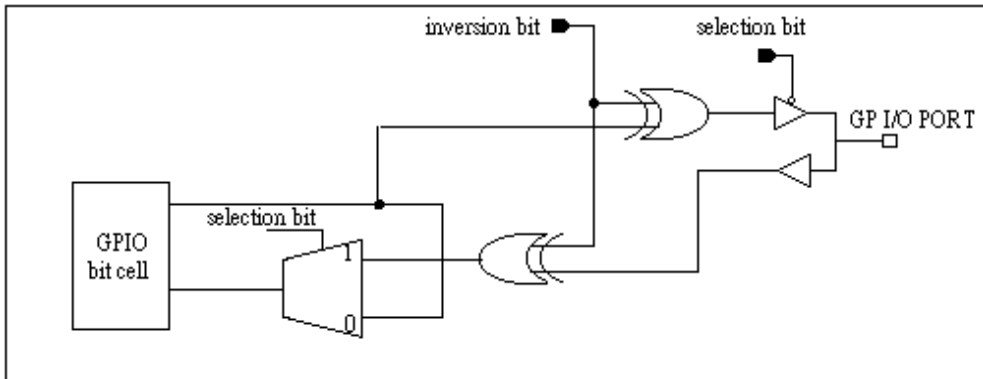 inversion bit
selection bit
GP I/O PORT
selection bit
GPIO
bit cell
1
0